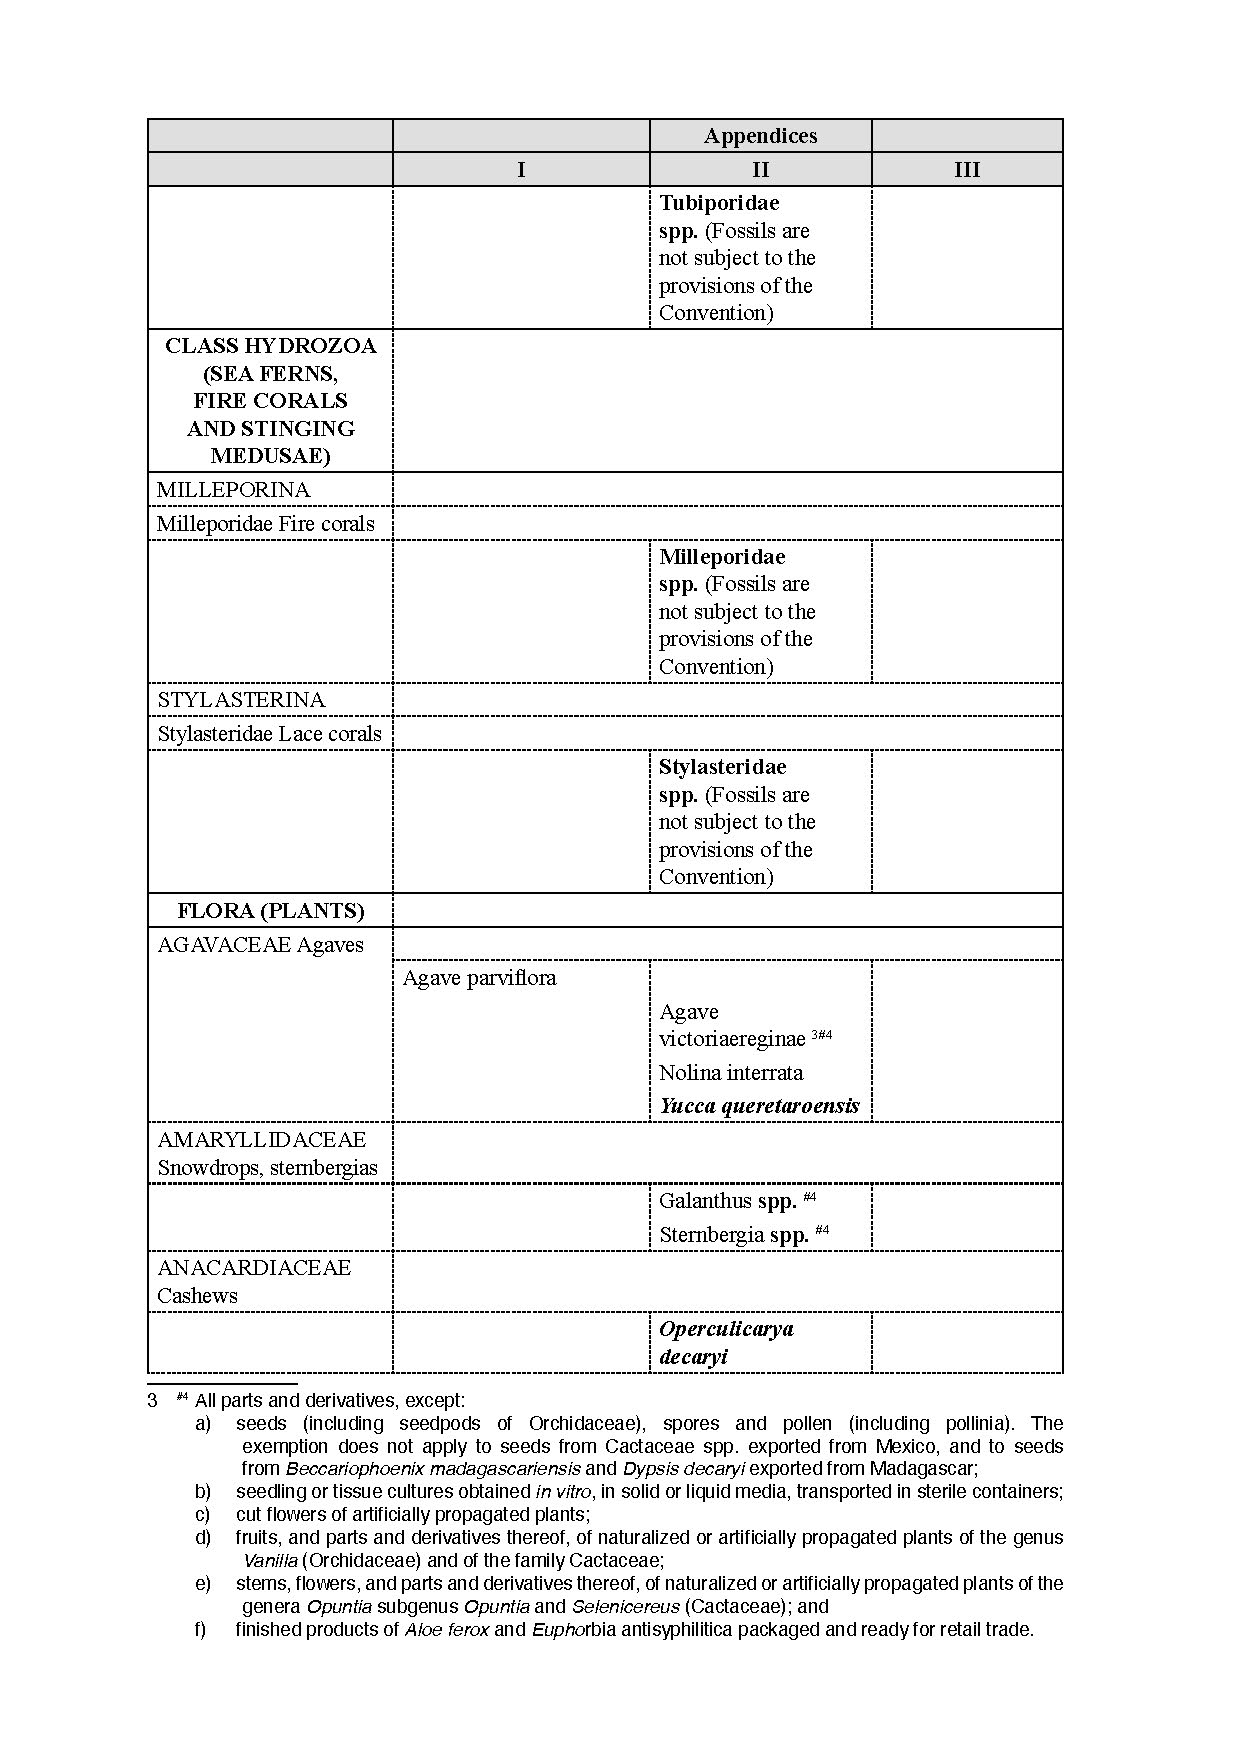 Appendices
I II III
Tubiporidae
spp. (Fossils are
not subject to the
provisions of the
Convention)
CLASS HYDROZOA
(SEA FERNS,
FIRE CORALS
AND STINGING
MEDUSAE)
MILLEPORINA
Milleporidae Fire corals
Milleporidae
spp. (Fossils are
not subject to the
provisions of the
Convention)
STYLASTERINA
Stylasteridae Lace corals
Stylasteridae
spp. (Fossils are
not subject to the
provisions of the
Convention)
FLORA (PLANTS)
AGAVACEAE Agaves
Agave parviflora
Agave
victoriaereginae 3#4
Nolina interrata
Yucca queretaroensis
AMARYLLIDACEAE
Snowdrops, sternbergias
Galanthus spp. #4
Sternbergia spp. #4
ANACARDIACEAE
Cashews
Operculicarya
decaryi
3 #4 All parts and derivatives, except:
a) seeds (including seedpods of Orchidaceae), spores and pollen (including pollinia). The
exemption does not apply to seeds from Cactaceae spp. exported from Mexico, and to seeds
from Beccariophoenix madagascariensis and Dypsis decaryi exported from Madagascar;
b) seedling or tissue cultures obtained in vitro, in solid or liquid media, transported in sterile containers;
c) cut flowers of artificially propagated plants;
d) fruits, and parts and derivatives thereof, of naturalized or artificially propagated plants of the genus
Vanilla (Orchidaceae) and of the family Cactaceae;
e) stems, flowers, and parts and derivatives thereof, of naturalized or artificially propagated plants of the
genera Opuntia subgenus Opuntia and Selenicereus (Cactaceae); and
f) finished products of Aloe ferox and Euphorbia antisyphilitica packaged and ready for retail trade.